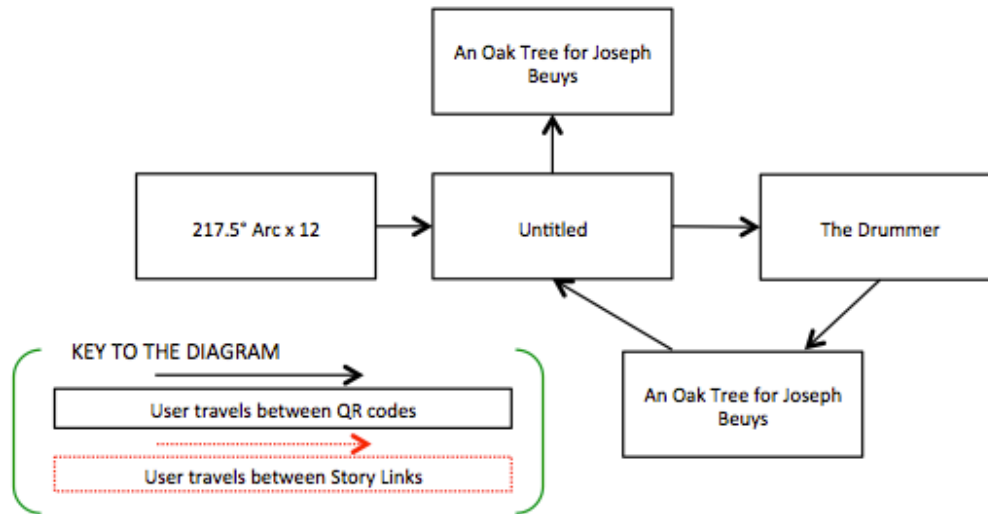 An Oak Tree for Joseph
Beuys
217.5° Arc x 12
Untitled
The Drummer
An Oak Tree for Joseph
Beuys
KEY TO THE DIAGRAM
User travels between QR codes
User travels between Story Links